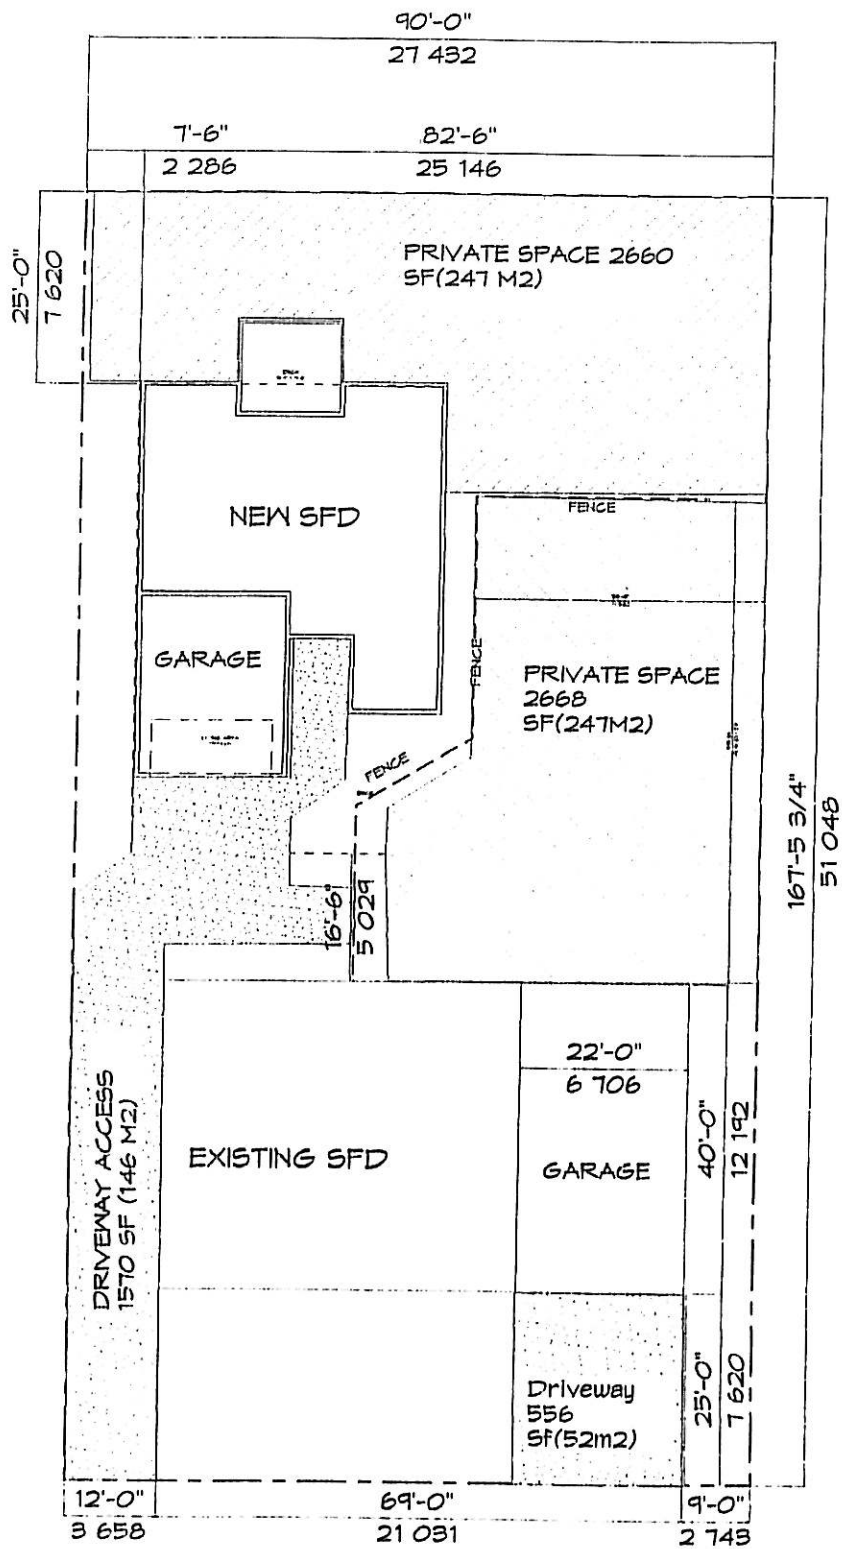 90'-0"
27 432
7'-6"
82'-6"
2 286
25 146
25'-0"
7 620
PRIVATE SPACE 2660
SF(247 M2)
NEW SFD
FENCE
GARAGE
FENCE
PRIVATE SPACE
2668
SF(247M2)
FENCE
167'-5 3/4"
51 048
16'-6"
5 029
22'-0"
6 706
DRIVEWAY ACCESS
1570 SF (146 M2)
EXISTING SFD
GARAGE
40'-0"
12 192
Driveway
556
Sf(52m2)
25'-0"
7 620
12'-0"
69'-0"
9'-0"
3 658
21 031
2 743